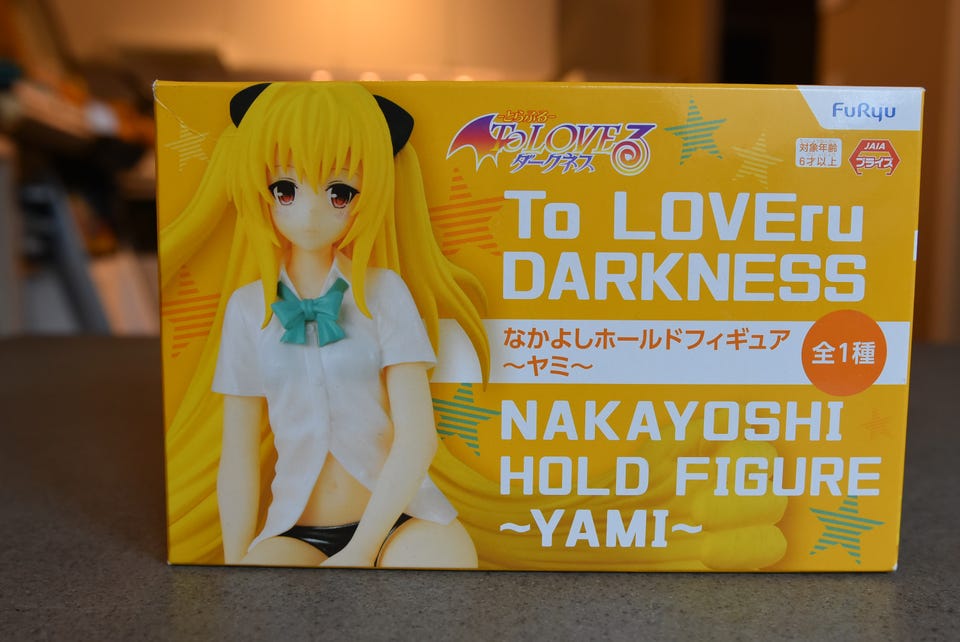 FuRyu
-とらぶる-
To LOVEる
ダークネス
対象年齢
6才以上
JAIA
プライズ
To LOVEru
DARKNESS
なかよしホールドフィギュア
～ヤミ～
全1種
NAKAYOSHI
HOLD FIGURE
~YAMI~